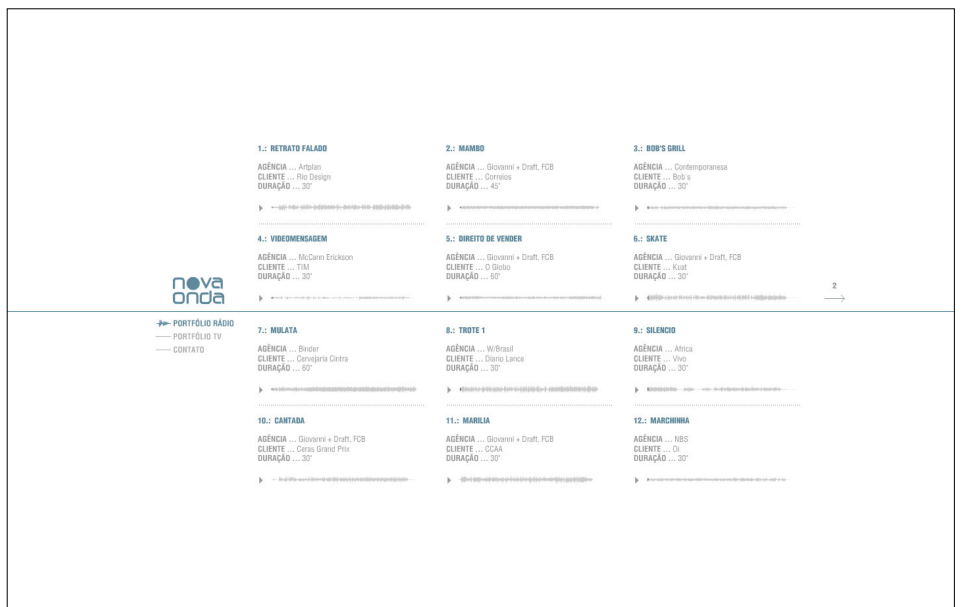 1.: RETRATO FALADO
AGÊNCIA ... Artplan
CLIENTE ... Rio Design
DURAÇÃO ... 30"
2.: MAMBO
AGÊNCIA ... Giovanni + Draft, FCB
CLIENTE ... Correios
DURAÇÃO ... 45"
3.: BOB'S GRILL
AGÊNCIA ... Contemporanesa
CLIENTE ... Bob´s
DURAÇÃO ... 30"
4.: VIDEOMENSAGEM
AGÊNCIA ... McCann Erickson
CLIENTE ... TIM
DURAÇÃO ... 30"
5.: DIREITO DE VENDER
AGÊNCIA ... Giovanni + Draft, FCB
CLIENTE ... O Globo
DURAÇÃO ... 60"
6.: SKATE
AGÊNCIA ... Giovanni + Draft, FCB
CLIENTE ... Kuat
DURAÇÃO ... 30"
nova
onda
2
PORTFÓLIO RÁDIO
PORTFÓLIO TV
CONTATO
7.: MULATA
AGÊNCIA ... Binder
CLIENTE ... Cervejaria Cintra
DURAÇÃO ... 60"
8.: TROTE 1
AGÊNCIA ... W/Brasil
CLIENTE ... Diario Lance
DURAÇÃO ... 30"
9.: SILENCIO
AGÊNCIA ... Africa
CLIENTE ... Vivo
DURAÇÃO ... 30"
10.: CANTADA
AGÊNCIA ... Giovanni + Draft, FCB
CLIENTE ... Ceras Grand Prix
DURAÇÃO ... 30"
11.: MARILIA
AGÊNCIA ... Giovanni + Draft, FCB
CLIENTE ... CCAA
DURAÇÃO ... 30"
12.: MARCHINHA
AGÊNCIA ... NBS
CLIENTE ... Oi
DURAÇÃO ... 30"